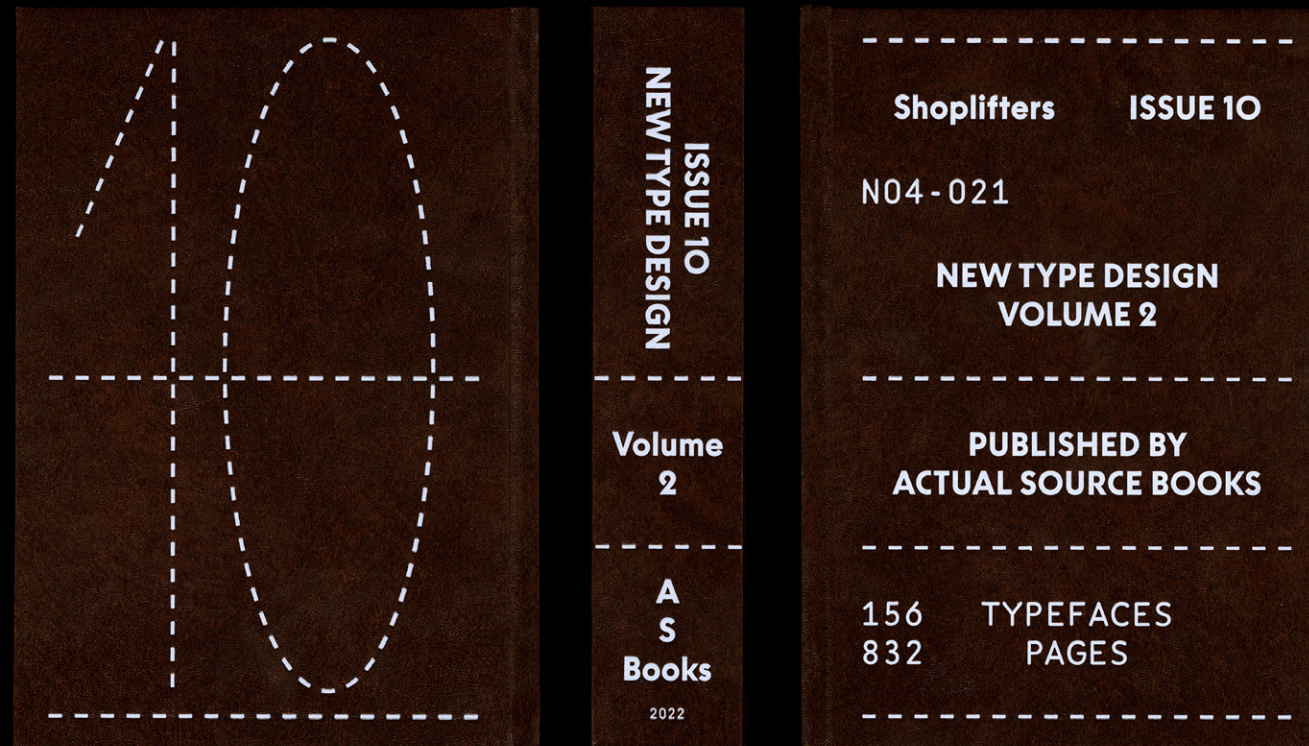 10
ISSUE 10
NEW TYPE DESIGN
Volume
2
A
S
Books
2022
Shoplifters ISSUE 10
N04-021
NEW TYPE DESIGN
VOLUME 2
PUBLISHED BY
ACTUAL SOURCE BOOKS
156 TYPEFACES
832 PAGES